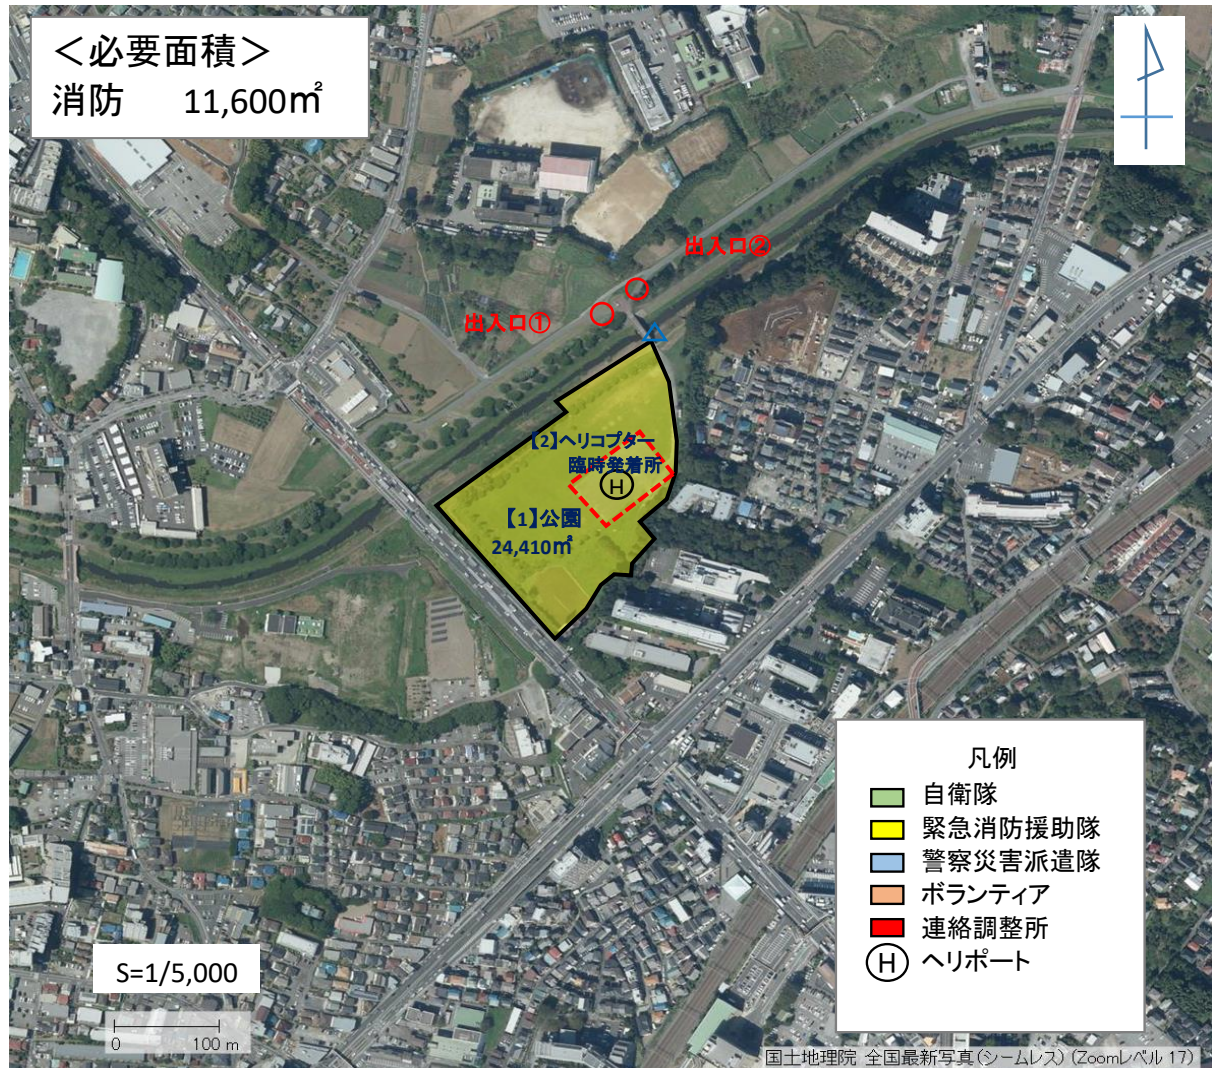 ＜必要面積＞
消防 11,600㎡
出入口②
出入口①
【2】ヘリコプター
臨時発着所
H
【1】公園
24,410㎡
凡例
自衛隊
緊急消防援助隊
警察災害派遣隊
ボランティア
連絡調整所
H ヘリポート
S=1/5,000
0 100 m
国土地理院 全国最新写真(シームレス) (Zoomレベル 17)